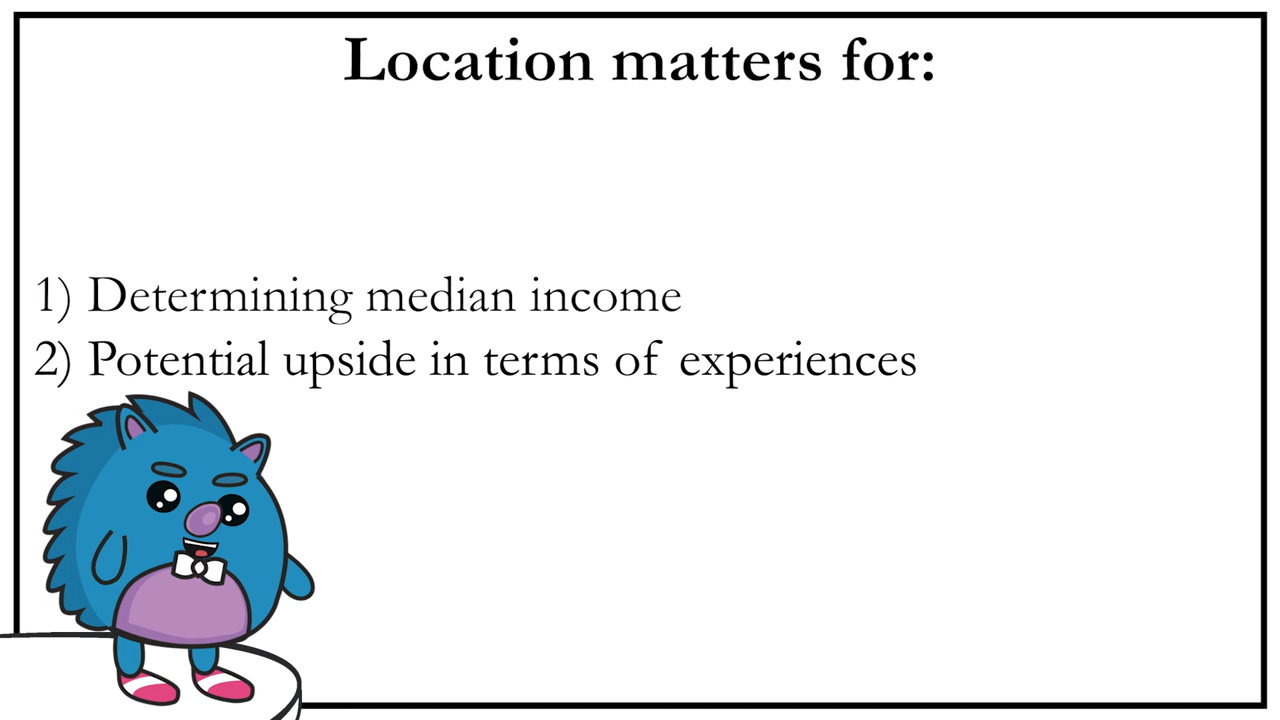 Location matters for:
1) Determining median income
2) Potential upside in terms of experiences